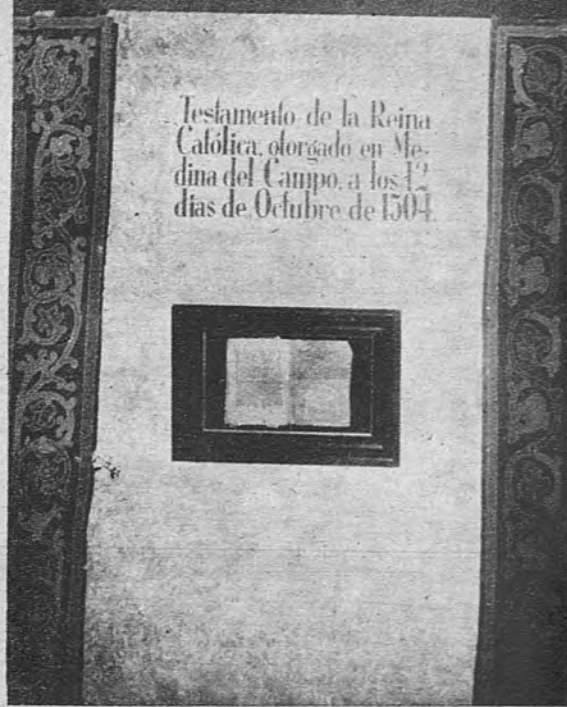 Testamento de la Reina
Católica, otorgado en Me-
dina del Campo, a los 12
días de Octubre de 1504.